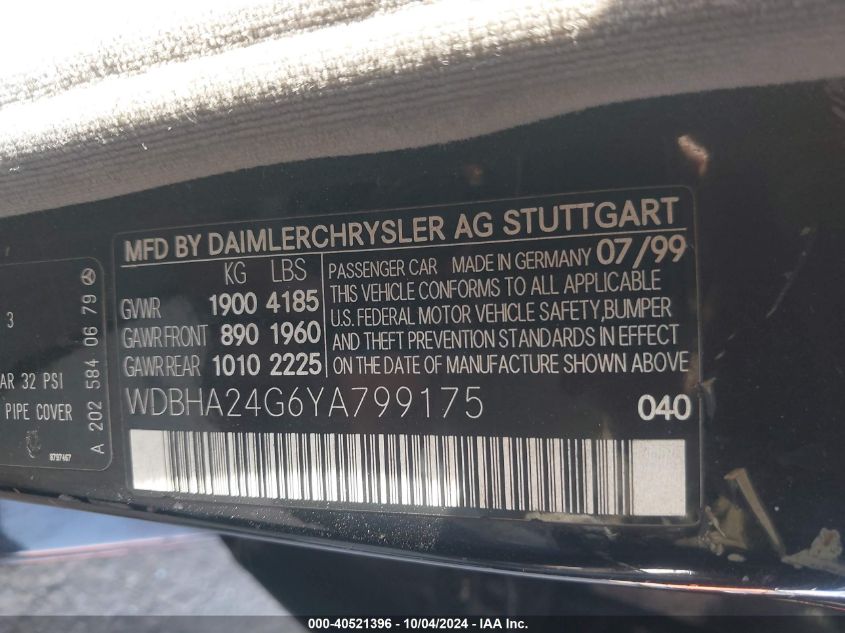 MFD BY DAIMLERCHRYSLER AG STUTTGART
KG LBS
GVWR 1900 4185
GAWR FRONT 890 1960
GAWR REAR 1010 2225
PASSENGER CAR MADE IN GERMANY 07/99
THIS VEHICLE CONFORMS TO ALL APPLICABLE
U.S. FEDERAL MOTOR VEHICLE SAFETY,BUMPER
AND THEFT PREVENTION STANDARDS IN EFFECT
ON THE DATE OF MANUFACTURE SHOWN ABOVE
WDBHA24G6YA799175
040
3
AR 32 PSI
PIPE COVER
9797467
A 202 584 06 79
000-40521396 - 10/04/2024 - IAA Inc.